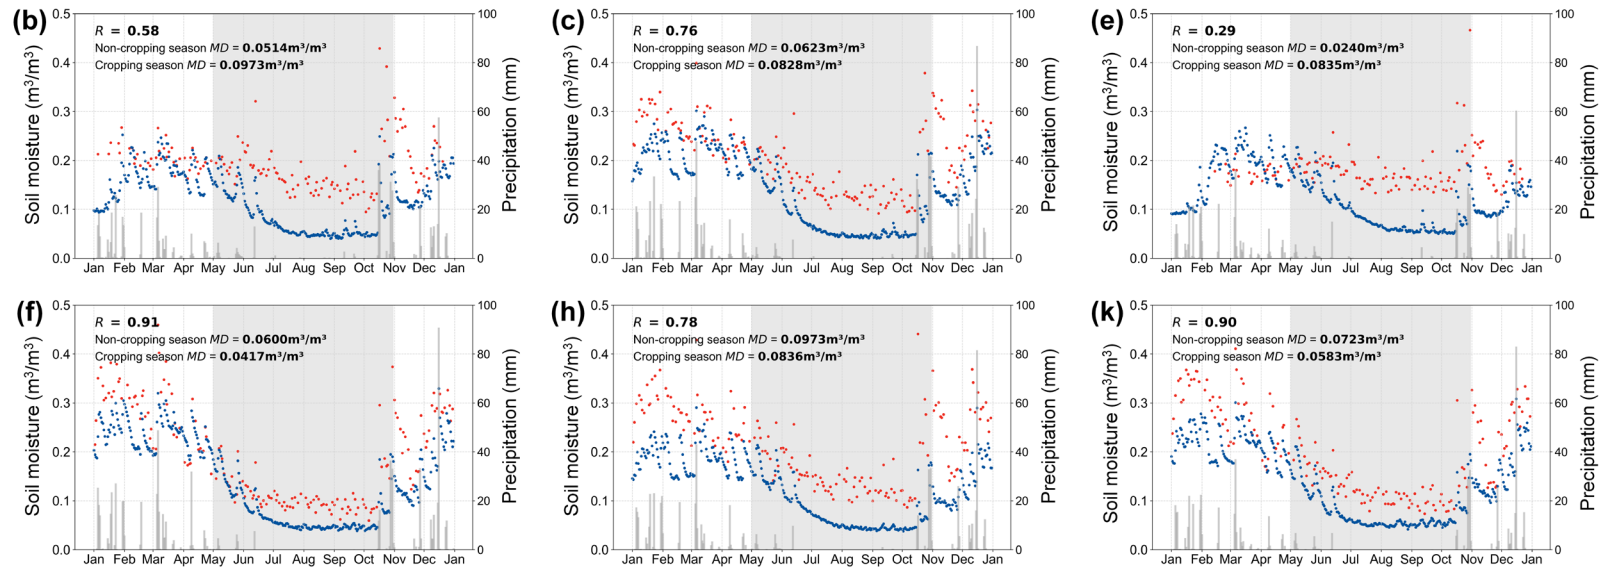 (b)
R = 0.58
Non-cropping season MD = 0.0514m³/m³
Cropping season MD = 0.0973m³/m³
Soil moisture (m³/m³)
Precipitation (mm)
0.5
0.4
0.3
0.2
0.1
0.0
100
80
60
40
20
0
Jan Feb Mar Apr May Jun Jul Aug Sep Oct Nov Dec Jan
(c)
R = 0.76
Non-cropping season MD = 0.0623m³/m³
Cropping season MD = 0.0828m³/m³
Soil moisture (m³/m³)
Precipitation (mm)
0.5
0.4
0.3
0.2
0.1
0.0
100
80
60
40
20
0
Jan Feb Mar Apr May Jun Jul Aug Sep Oct Nov Dec Jan
(e)
R = 0.29
Non-cropping season MD = 0.0240m³/m³
Cropping season MD = 0.0835m³/m³
Soil moisture (m³/m³)
Precipitation (mm)
0.5
0.4
0.3
0.2
0.1
0.0
100
80
60
40
20
0
Jan Feb Mar Apr May Jun Jul Aug Sep Oct Nov Dec Jan
(f)
R = 0.91
Non-cropping season MD = 0.0600m³/m³
Cropping season MD = 0.0417m³/m³
Soil moisture (m³/m³)
Precipitation (mm)
0.5
0.4
0.3
0.2
0.1
0.0
100
80
60
40
20
0
Jan Feb Mar Apr May Jun Jul Aug Sep Oct Nov Dec Jan
(h)
R = 0.78
Non-cropping season MD = 0.0973m³/m³
Cropping season MD = 0.0836m³/m³
Soil moisture (m³/m³)
Precipitation (mm)
0.5
0.4
0.3
0.2
0.1
0.0
100
80
60
40
20
0
Jan Feb Mar Apr May Jun Jul Aug Sep Oct Nov Dec Jan
(k)
R = 0.90
Non-cropping season MD = 0.0723m³/m³
Cropping season MD = 0.0583m³/m³
Soil moisture (m³/m³)
Precipitation (mm)
0.5
0.4
0.3
0.2
0.1
0.0
100
80
60
40
20
0
Jan Feb Mar Apr May Jun Jul Aug Sep Oct Nov Dec Jan